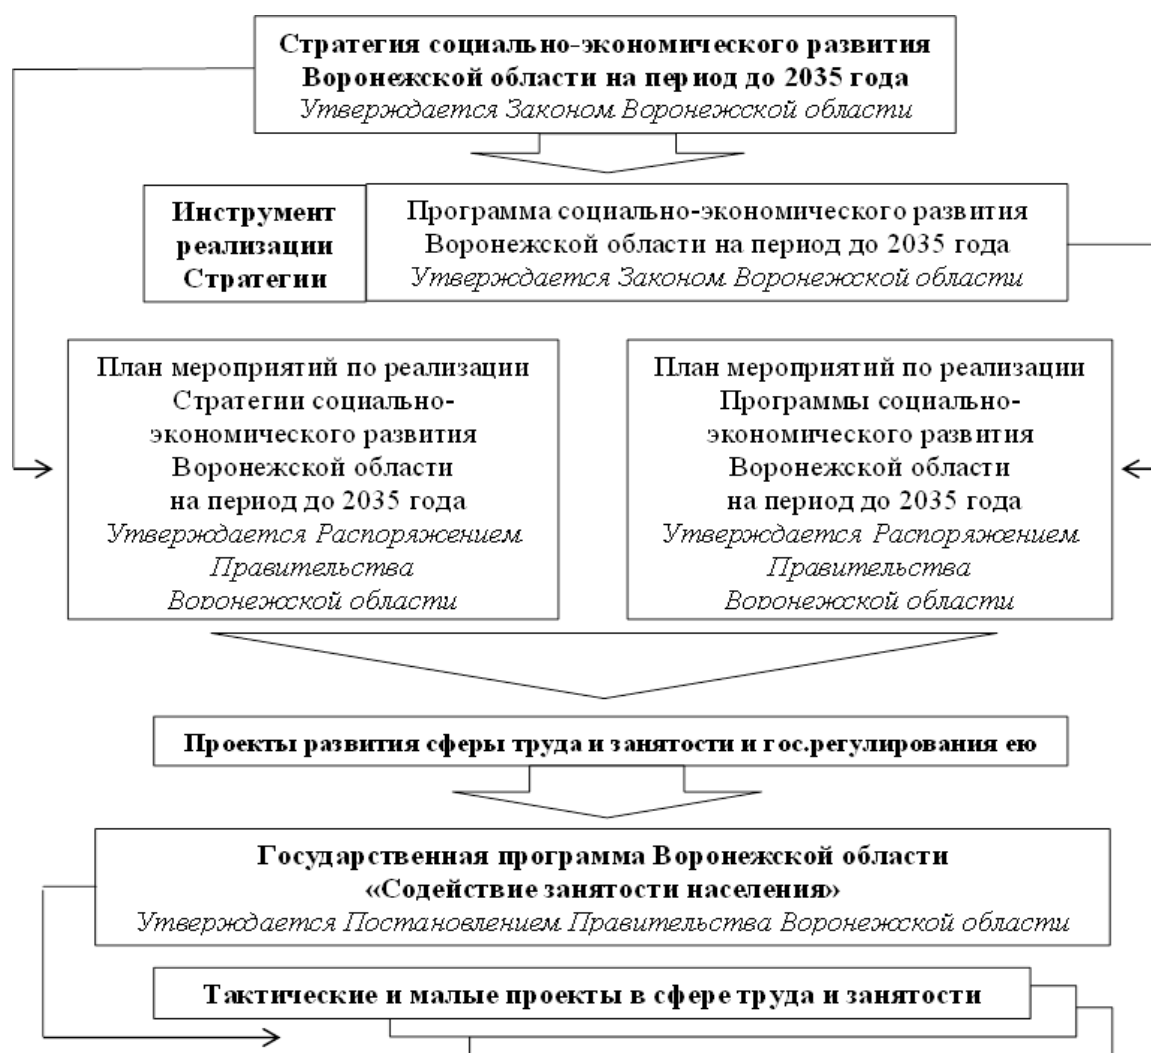 Стратегия социально-экономического развития
Воронежской области на период до 2035 года
Утверждается Законом Воронежской области
Инструмент
реализации
Стратегии
Программа социально-экономического развития
Воронежской области на период до 2035 года
Утверждается Законом Воронежской области
План мероприятий по реализации
Стратегии социально-
экономического развития
Воронежской области
на период до 2035 года
Утверждается Распоряжением
Правительства
Воронежской области
План мероприятий по реализации
Программы социально-
экономического развития
Воронежской области
на период до 2035 года
Утверждается Распоряжением
Правительства
Воронежской области
Проекты развития сферы труда и занятости и гос.регулирования ею
Государственная программа Воронежской области
«Содействие занятости населения»
Утверждается Постановлением Правительства Воронежской области
Тактические и малые проекты в сфере труда и занятости